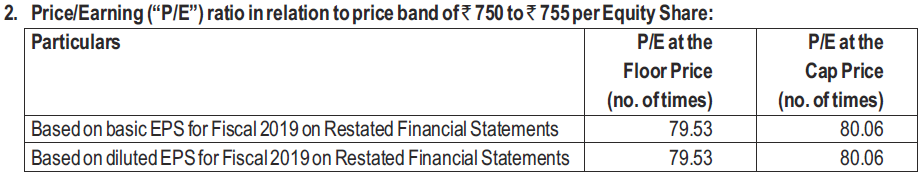 2. Price/Earning (“P/E”) ratio in relation to price band of ₹ 750 to ₹ 755 per Equity Share:
Particulars P/E at the P/E at the
Floor Price Cap Price
(no. of times) (no. of times)
Based on basic EPS for Fiscal 2019 on Restated Financial Statements 79.53 80.06
Based on diluted EPS for Fiscal 2019 on Restated Financial Statements 79.53 80.06